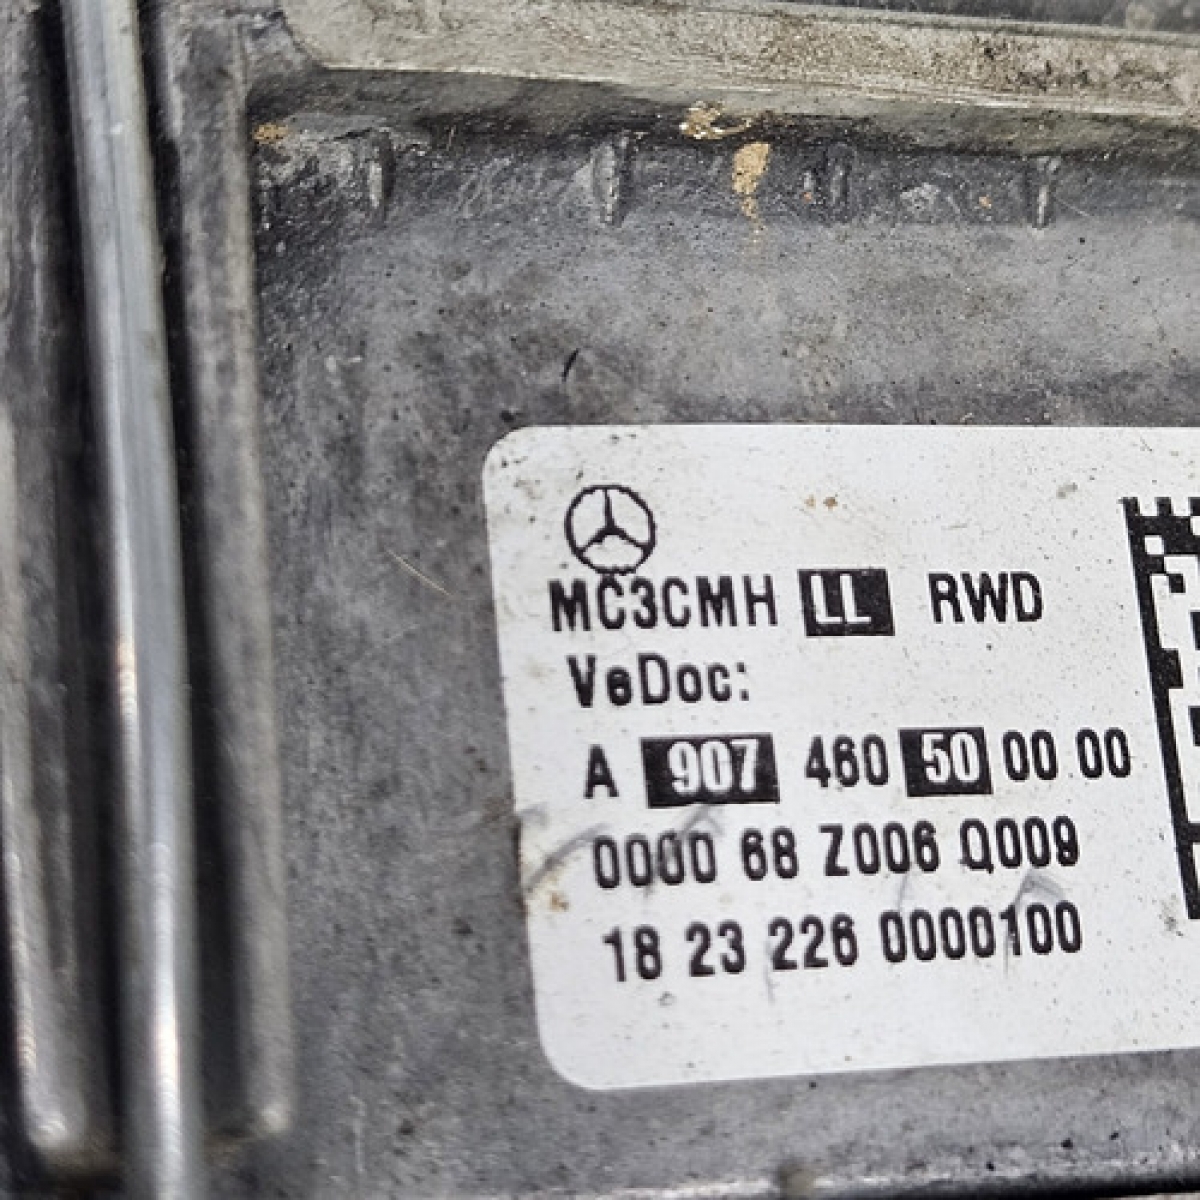 MC3CMH LL RWD
VeDoc:
A 907 460 50 00 00
0000 68 Z006 Q009
18 23 226 0000100